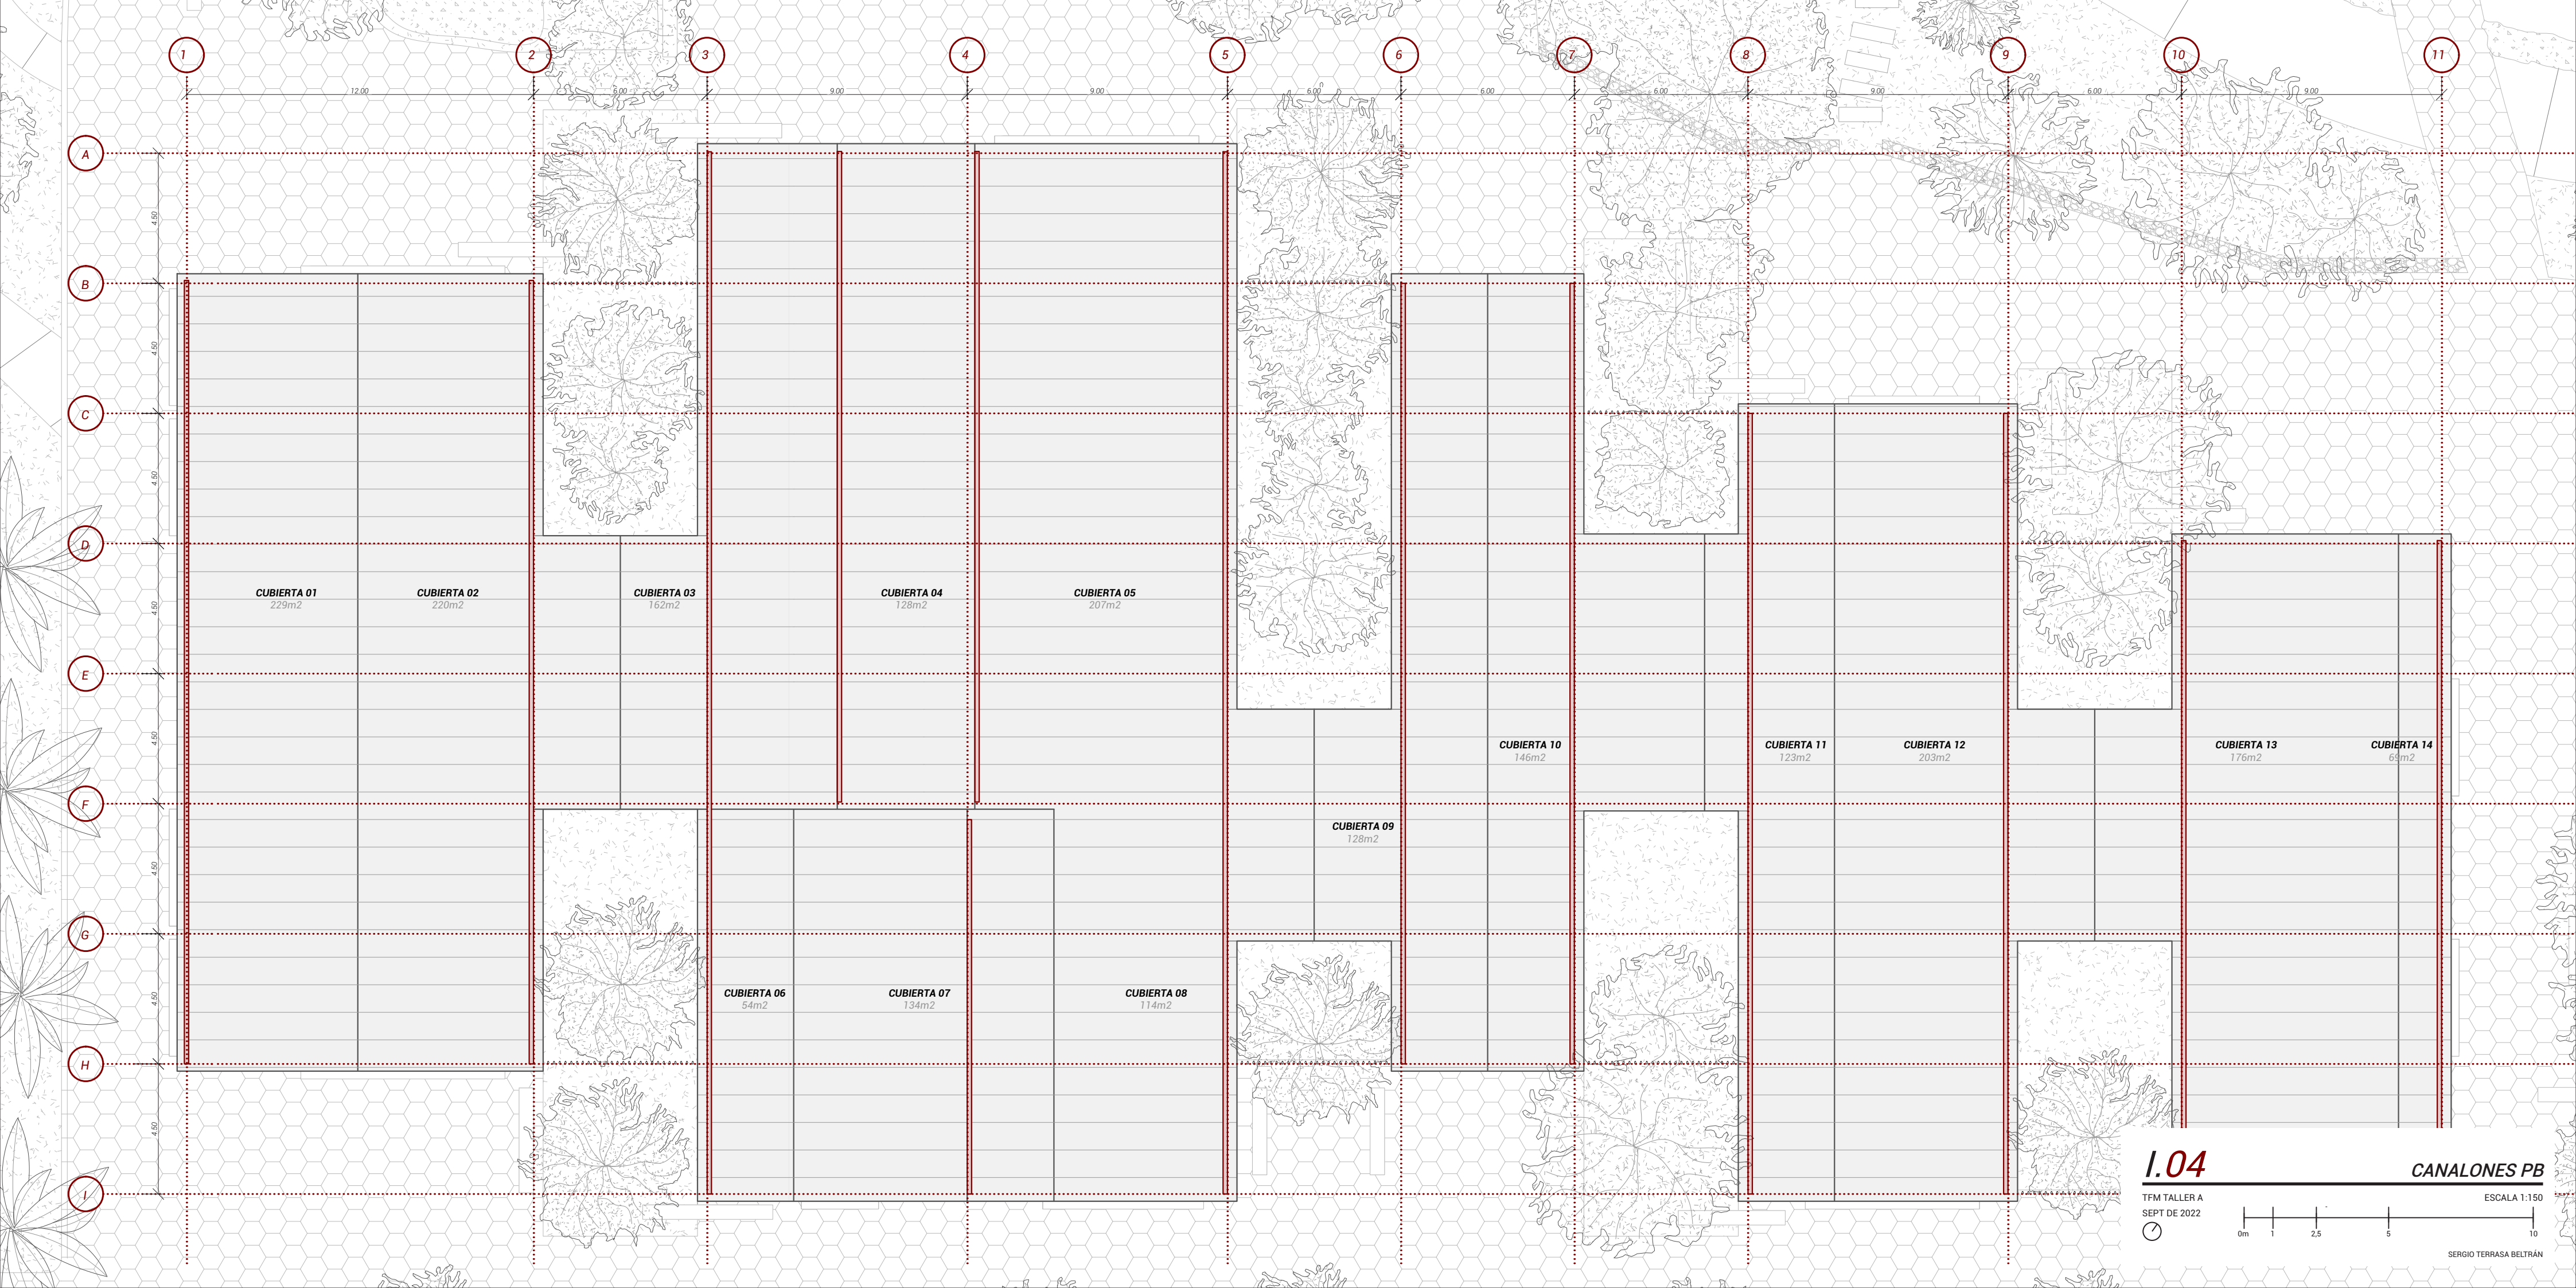 1 2 3 4 5 6 7 8 9 10 11
12.00 6.00 9.00 9.00 6.00 6.00 6.00 9.00 6.00 9.00
A
4.50
B
4.50
C
4.50
D
4.50
E
4.50
F
4.50
G
4.50
H
4.50
I
CUBIERTA 01
229m2
CUBIERTA 02
220m2
CUBIERTA 03
162m2
CUBIERTA 04
128m2
CUBIERTA 05
207m2
CUBIERTA 10
146m2
CUBIERTA 11
123m2
CUBIERTA 12
203m2
CUBIERTA 13
176m2
CUBIERTA 14
69m2
CUBIERTA 09
128m2
CUBIERTA 06
54m2
CUBIERTA 07
134m2
CUBIERTA 08
114m2
I.04 CANALONES PB
TFM TALLER A ESCALA 1:150
SEPT DE 2022
0m 1 2,5 5 10
SERGIO TERRASA BELTRÁN